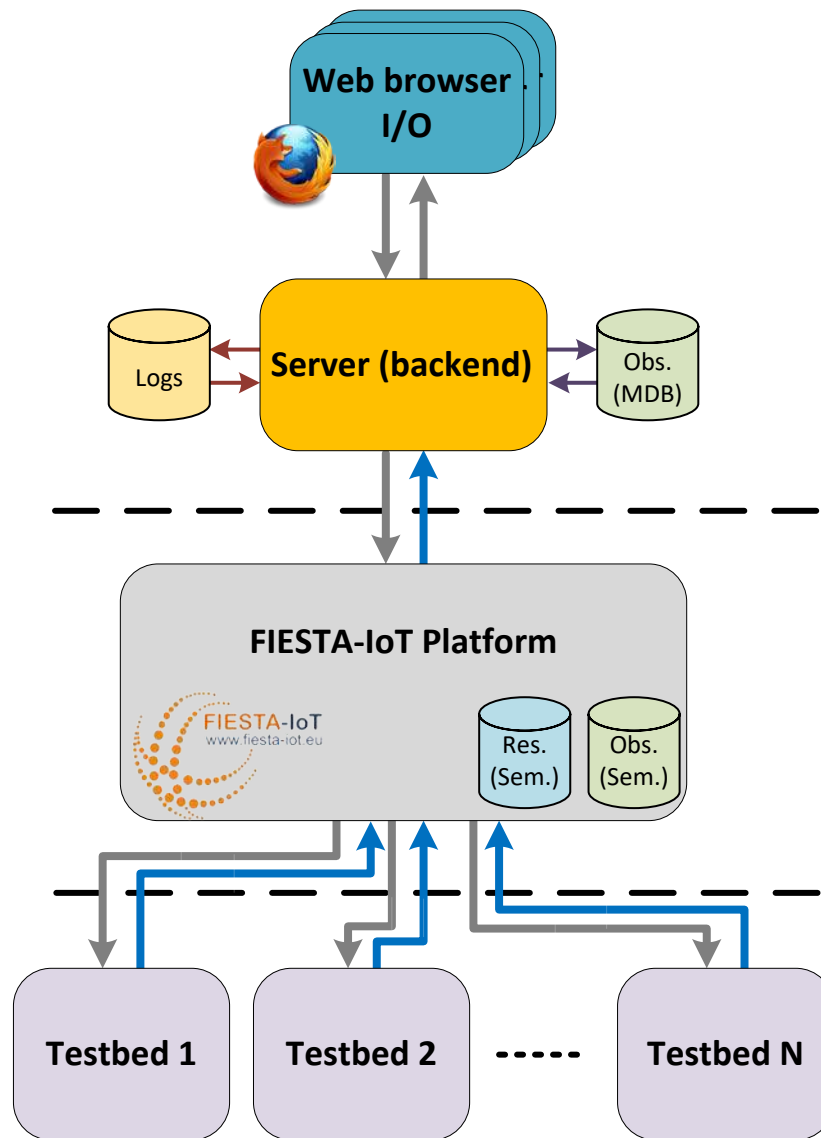 Web browser
I/O
Logs
Server (backend)
Obs.
(MDB)
FIESTA-IoT Platform
FIESTA-IoT
www.fiesta-iot.eu
Res.
(Sem.)
Obs.
(Sem.)
Testbed 1
Testbed 2
Testbed N